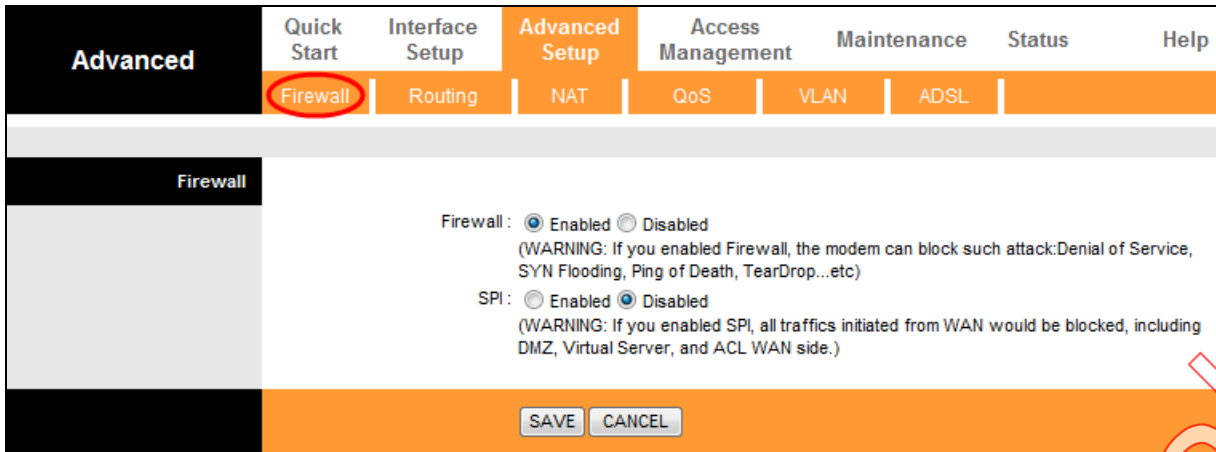 Advanced
Quick Start
Interface Setup
Advanced Setup
Access Management
Maintenance
Status
Help
Firewall
Routing
NAT
QoS
VLAN
ADSL
Firewall
Firewall : Enabled Disabled
(WARNING: If you enabled Firewall, the modem can block such attack:Denial of Service,
SYN Flooding, Ping of Death, TearDrop...etc)
SPI : Enabled Disabled
(WARNING: If you enabled SPI, all traffics initiated from WAN would be blocked, including
DMZ, Virtual Server, and ACL WAN side.)
SAVE CANCEL